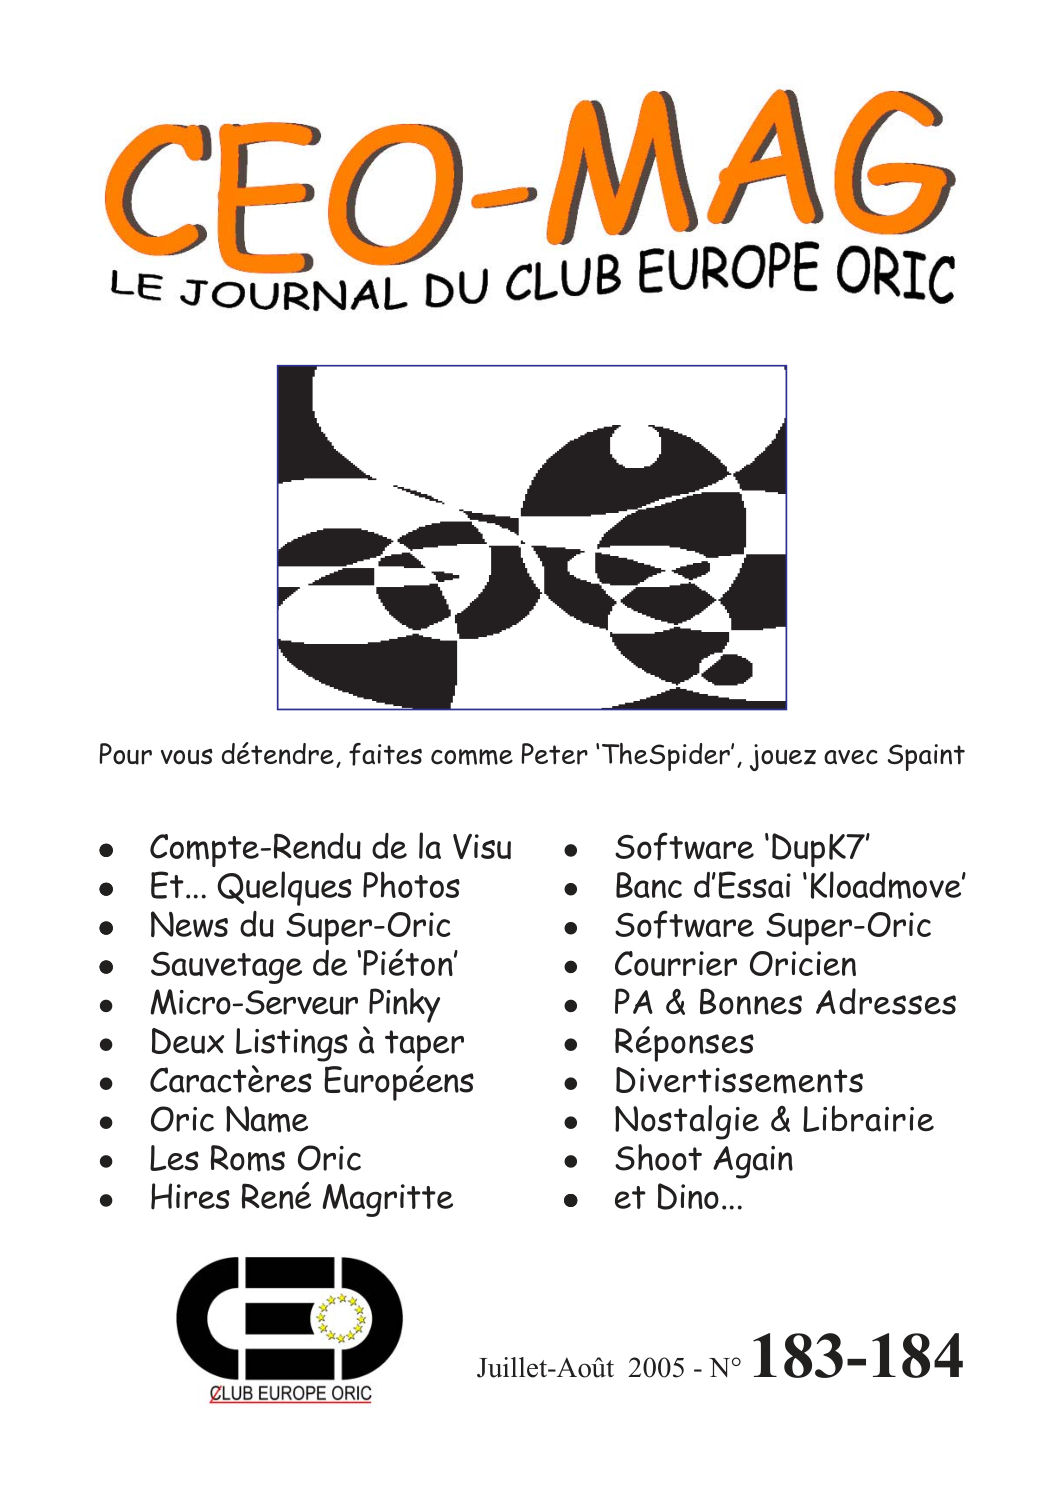 CEO-MAG
LE JOURNAL DU CLUB EUROPE ORIC
Pour vous détendre, faites comme Peter ‘TheSpider’, jouez avec Spaint
• Compte-Rendu de la Visu
• Et... Quelques Photos
• News du Super-Oric
• Sauvetage de ‘Piéton’
• Micro-Serveur Pinky
• Deux Listings à taper
• Caractères Européens
• Oric Name
• Les Roms Oric
• Hires René Magritte
• Software ‘DupK7’
• Banc d’Essai ‘Kloadmove’
• Software Super-Oric
• Courrier Oricien
• PA & Bonnes Adresses
• Réponses
• Divertissements
• Nostalgie & Librairie
• Shoot Again
• et Dino...
CEO
CLUB EUROPE ORIC
Juillet-Août 2005 - N° 183-184